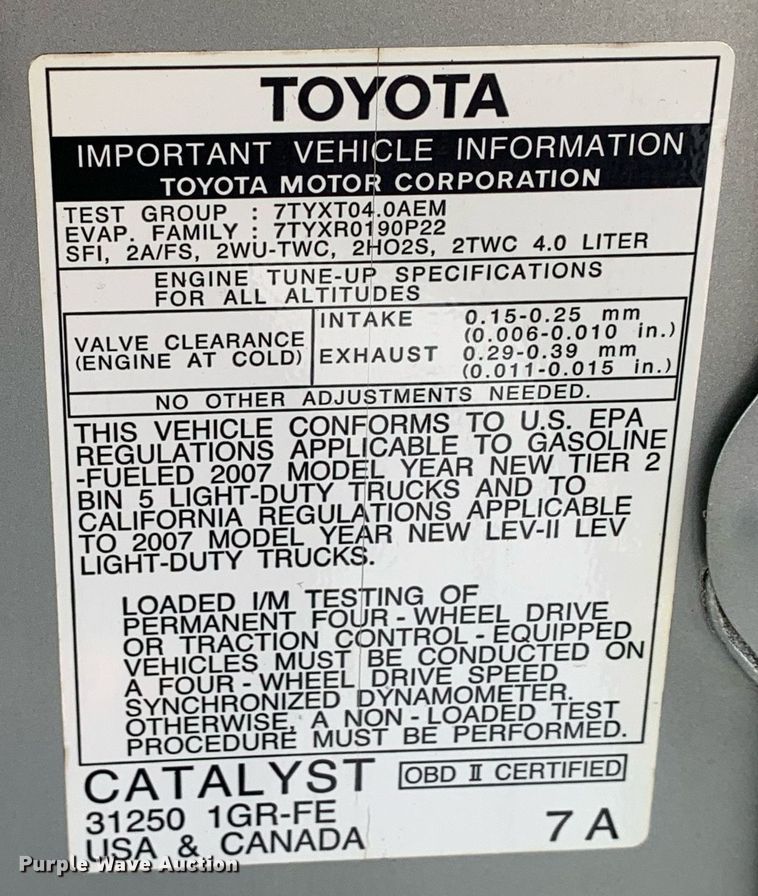 TOYOTA
IMPORTANT VEHICLE INFORMATION
TOYOTA MOTOR CORPORATION
TEST GROUP : 7TYXT04.0AEM
EVAP. FAMILY : 7TYXR0190P22
SFI, 2A/FS, 2WU-TWC, 2HO2S, 2TWC 4.0 LITER
ENGINE TUNE-UP SPECIFICATIONS
FOR ALL ALTITUDES
VALVE CLEARANCE
(ENGINE AT COLD)
INTAKE 0.15-0.25 mm
(0.006-0.010 in.)
EXHAUST 0.29-0.39 mm
(0.011-0.015 in.)
NO OTHER ADJUSTMENTS NEEDED.
THIS VEHICLE CONFORMS TO U.S. EPA
REGULATIONS APPLICABLE TO GASOLINE
-FUELED 2007 MODEL YEAR NEW TIER 2
BIN 5 LIGHT-DUTY TRUCKS AND TO
CALIFORNIA REGULATIONS APPLICABLE
TO 2007 MODEL YEAR NEW LEV-II LEV
LIGHT-DUTY TRUCKS.
LOADED I/M TESTING OF
PERMANENT FOUR-WHEEL DRIVE
OR TRACTION CONTROL-EQUIPPED
VEHICLES MUST BE CONDUCTED ON
A FOUR-WHEEL DRIVE SPEED
SYNCHRONIZED DYNAMOMETER.
OTHERWISE, A NON-LOADED TEST
PROCEDURE MUST BE PERFORMED.
CATALYST OBD II CERTIFIED
31250 1GR-FE
USA & CANADA 7A
Purple Wave Auction